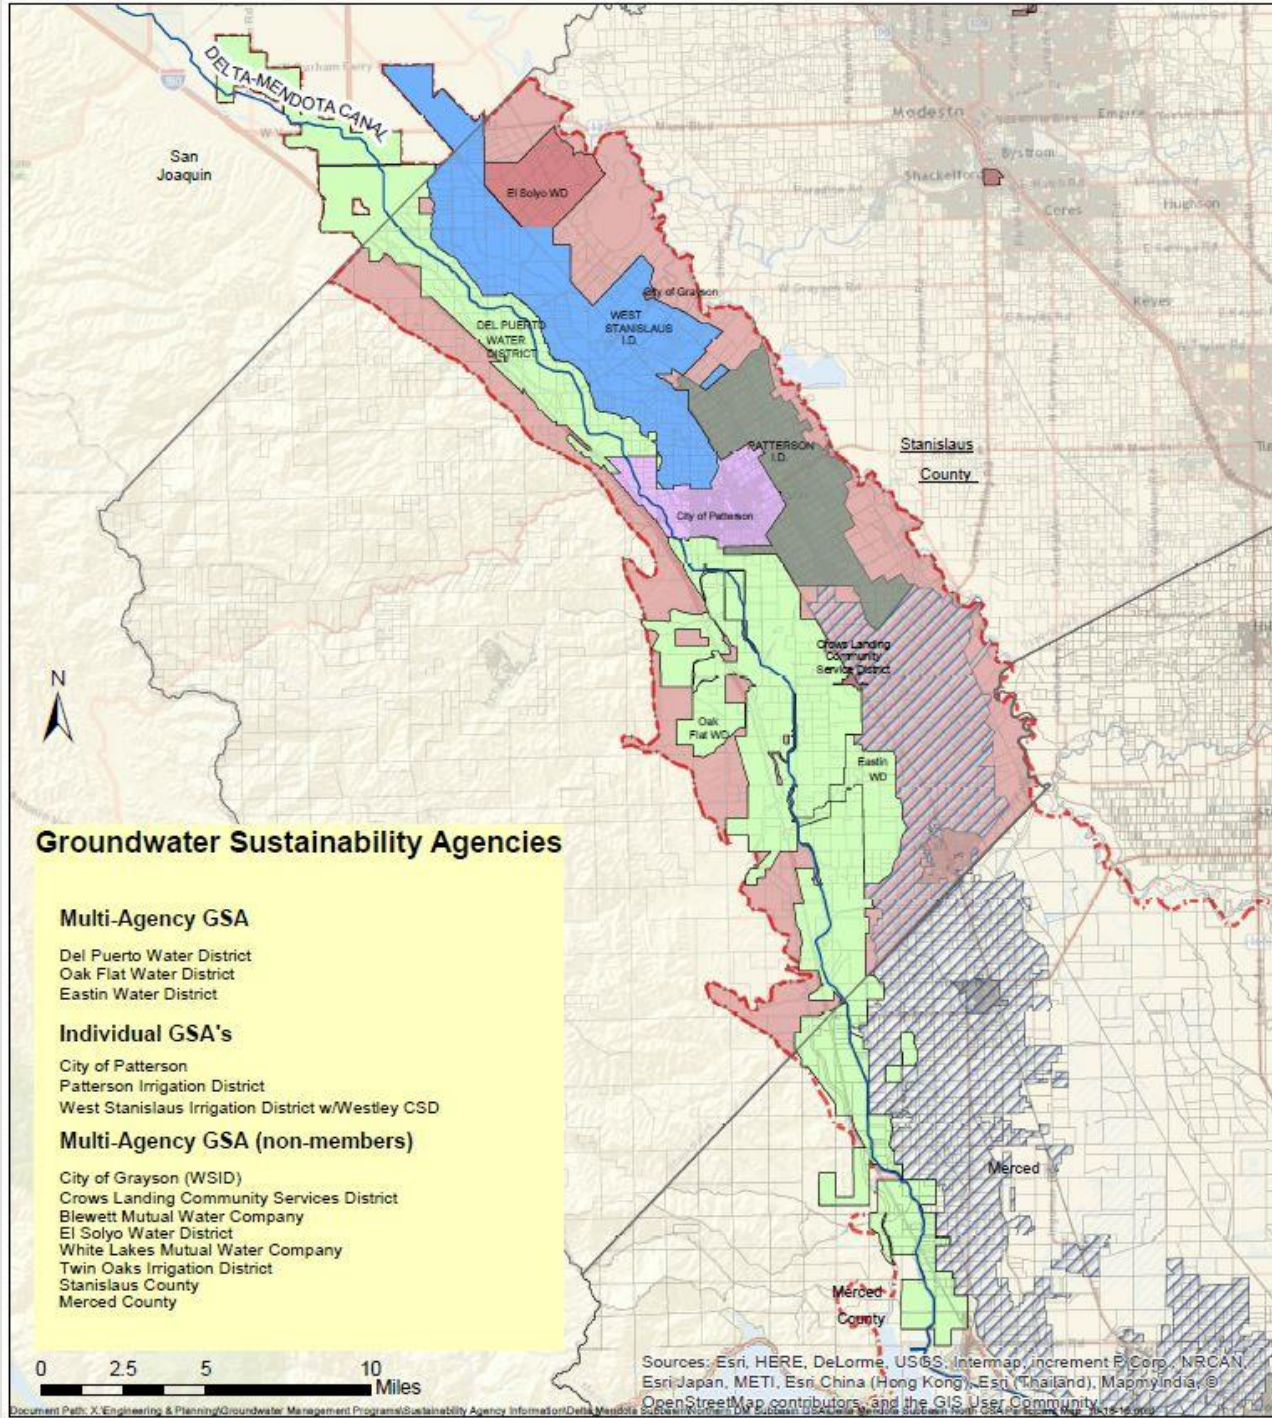 DELTA-MENDOTA CANAL
San
Joaquin
Modesto
Empire
Bystrom
Shackelford
Ceres
Hughson
Keyes
El Solyo WD
City of Grayson
WEST
STANISLAUS
I.D.
DEL PUERTO
WATER
DISTRICT
PATTERSON
I.D.
Stanislaus
County
City of Patterson
Crows Landing
Community
Service District
N
Oak
Flat WD
Eastin
WD
Groundwater Sustainability Agencies
Multi-Agency GSA
Del Puerto Water District
Oak Flat Water District
Eastin Water District
Individual GSA's
City of Patterson
Patterson Irrigation District
West Stanislaus Irrigation District w/Westley CSD
Multi-Agency GSA (non-members)
City of Grayson (WSID)
Crows Landing Community Services District
Blewett Mutual Water Company
El Solyo Water District
White Lakes Mutual Water Company
Twin Oaks Irrigation District
Stanislaus County
Merced County
Merced
Merced
County
0 2.5 5 10
Miles
Sources: Esri, HERE, DeLorme, USGS, Intermap, increment P Corp., NRCAN,
Esri Japan, METI, Esri China (Hong Kong), Esri (Thailand), MapmyIndia, ©
OpenStreetMap contributors, and the GIS User Community